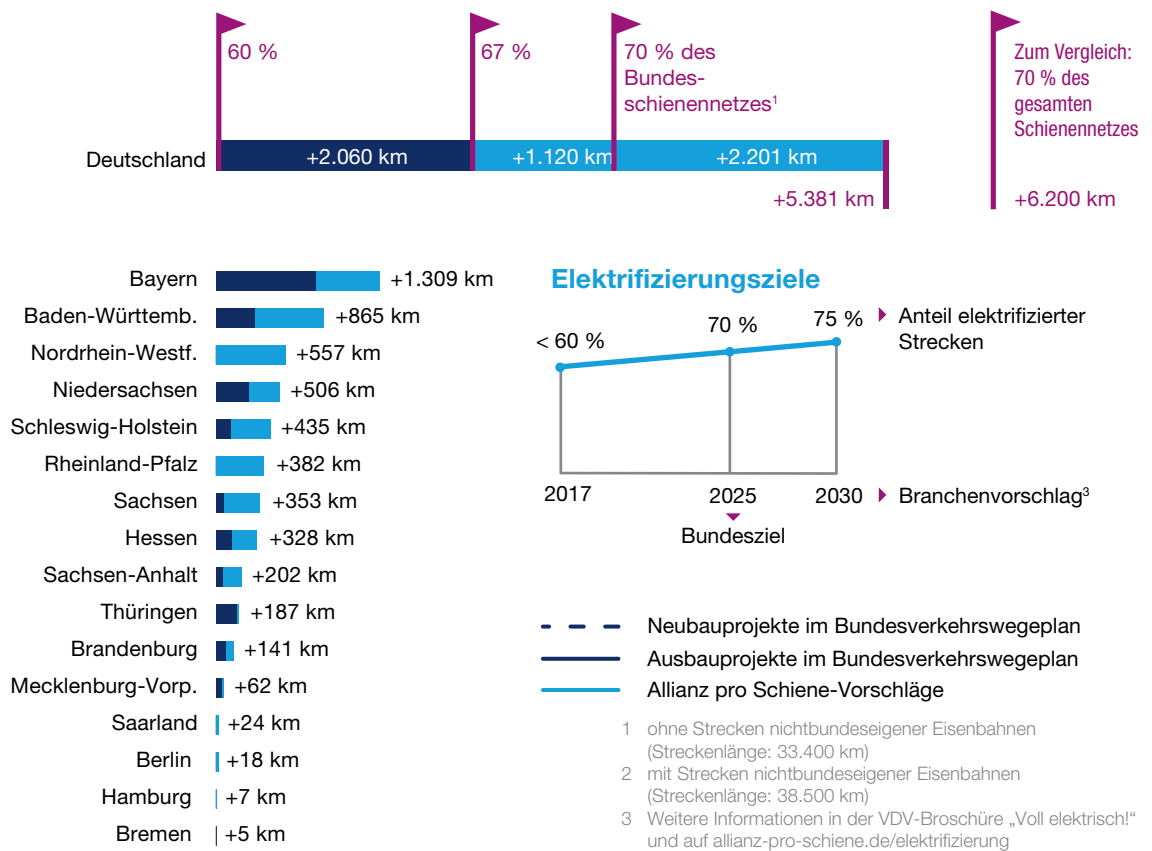 60 %
67 %
70 % des
Bundes-
schienennetzes¹
Zum Vergleich:
70 % des
gesamten
Schienennetzes
Deutschland
+2.060 km
+1.120 km
+2.201 km
+5.381 km
+6.200 km
Bayern +1.309 km
Baden-Württemb. +865 km
Nordrhein-Westf. +557 km
Niedersachsen +506 km
Schleswig-Holstein +435 km
Rheinland-Pfalz +382 km
Sachsen +353 km
Hessen +328 km
Sachsen-Anhalt +202 km
Thüringen +187 km
Brandenburg +141 km
Mecklenburg-Vorp. +62 km
Saarland +24 km
Berlin +18 km
Hamburg +7 km
Bremen +5 km
Elektrifizierungsziele
< 60 %
70 %
75 %
Anteil elektrifizierter
Strecken
2017
2025
2030
Branchenvorschlag³
Bundesziel
Neubauprojekte im Bundesverkehrswegeplan
Ausbauprojekte im Bundesverkehrswegeplan
Allianz pro Schiene-Vorschläge
1 ohne Strecken nichtbundeseigener Eisenbahnen
(Streckenlänge: 33.400 km)
2 mit Strecken nichtbundeseigener Eisenbahnen
(Streckenlänge: 38.500 km)
3 Weitere Informationen in der VDV-Broschüre „Voll elektrisch!“
und auf allianz-pro-schiene.de/elektrifizierung